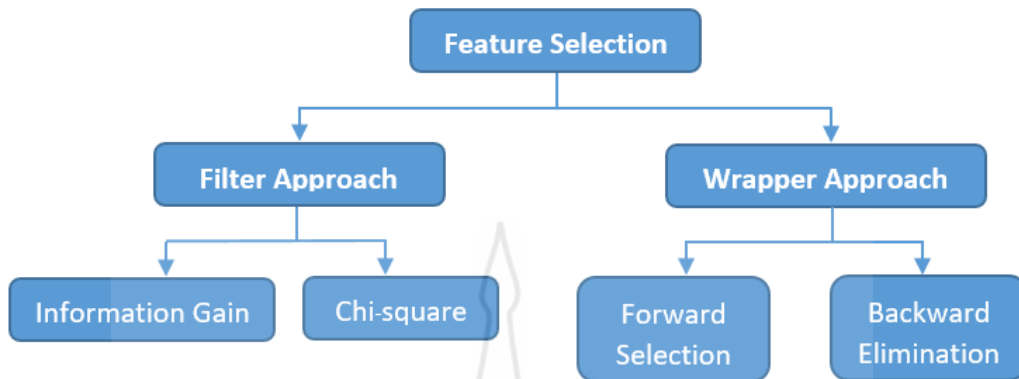 Feature Selection
Filter Approach
Wrapper Approach
Information Gain
Chi-square
Forward
Selection
Backward
Elimination